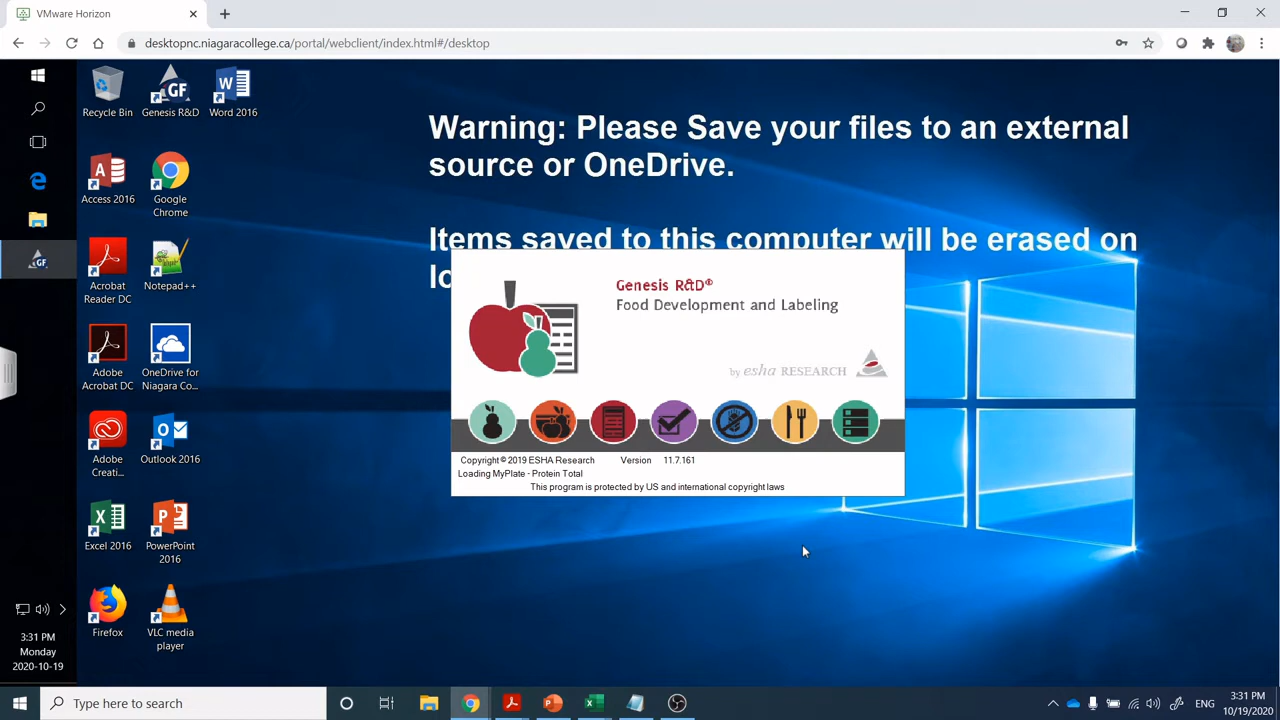 VMware Horizon
desktopnc.niagaracollege.ca/portal/webclient/index.html#/desktop
Recycle Bin
GF
Genesis R&D
Word 2016
Access 2016
Google
Chrome
Acrobat
Reader DC
Notepad++
Adobe
Acrobat DC
OneDrive for
Niagara Co...
Adobe
Creati...
Outlook 2016
Excel 2016
PowerPoint
2016
Firefox
VLC media
player
Warning: Please Save your files to an external
source or OneDrive.
Items saved to this computer will be erased on
Genesis R&D®
Food Development and Labeling
by esha RESEARCH
Copyright © 2019 ESHA Research Version 11.7.161
Loading MyPlate - Protein Total
This program is protected by US and international copyright laws
3:31 PM
Monday
2020-10-19
Type here to search
ENG
3:31 PM
10/19/2020